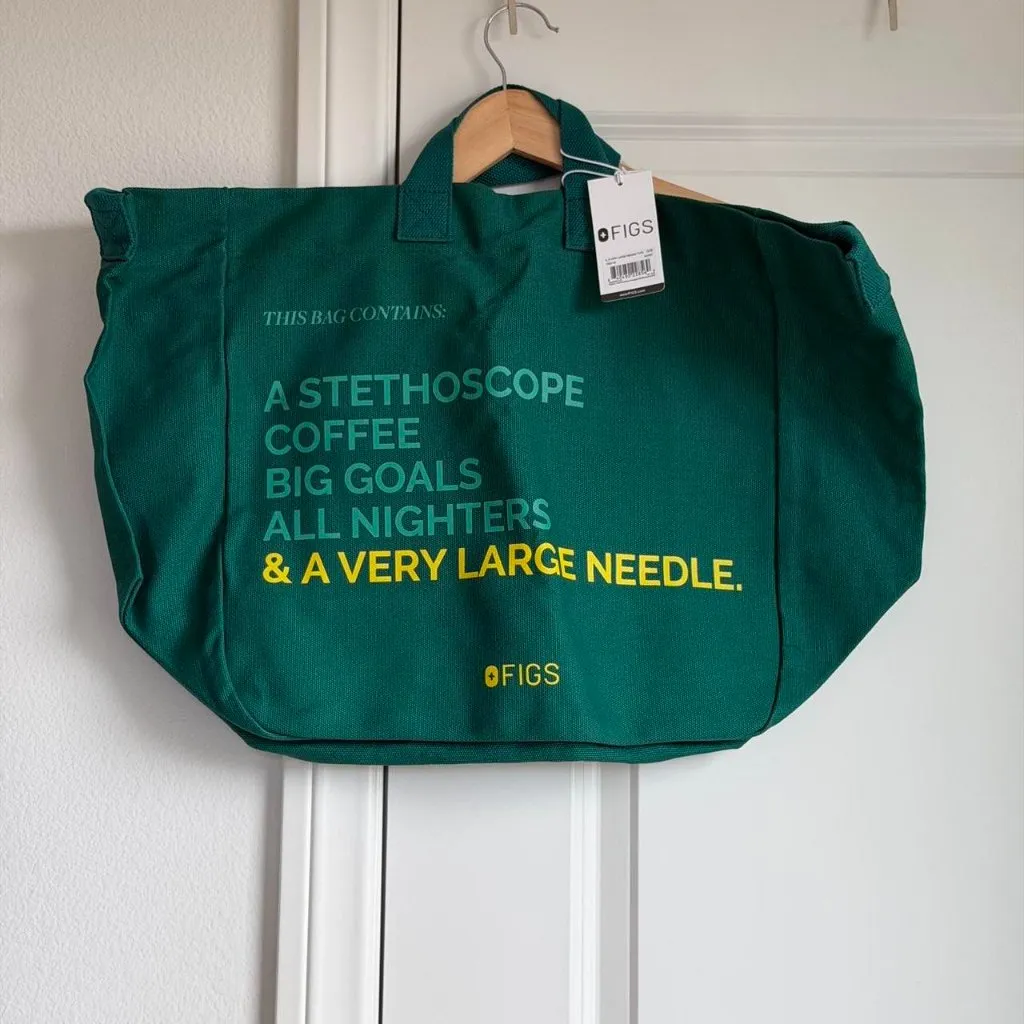 FIGS
THIS BAG CONTAINS:
A STETHOSCOPE
COFFEE
BIG GOALS
ALL NIGHTERS
& A VERY LARGE NEEDLE.
FIGS